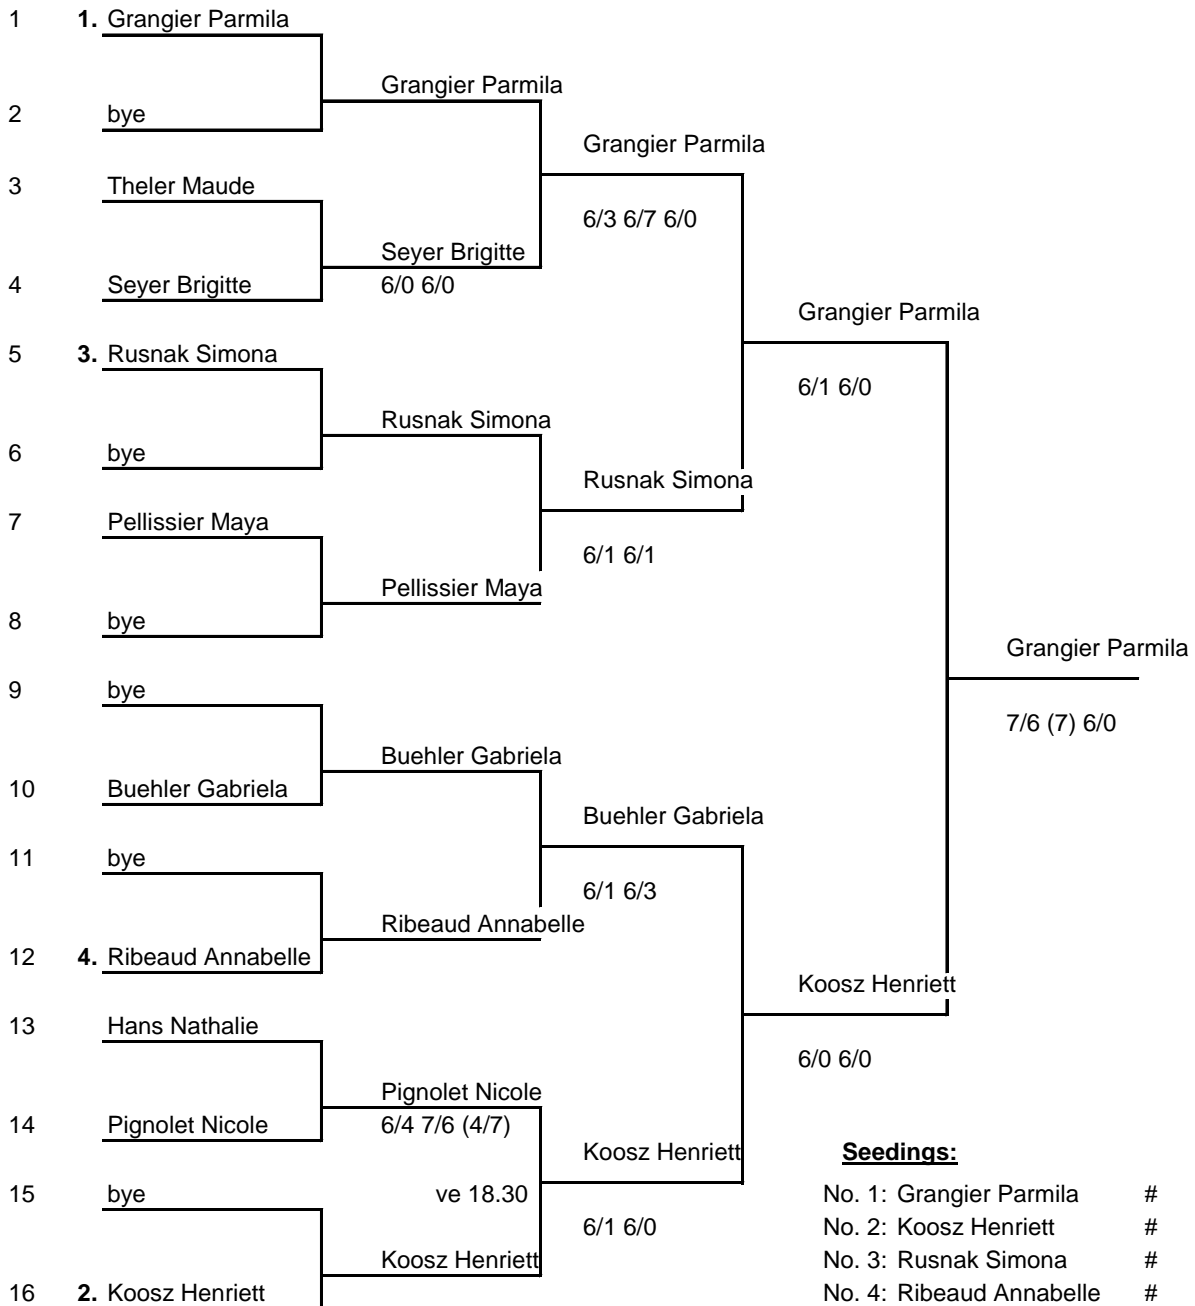 1 1. Grangier Parmila
Grangier Parmila
2 bye
Grangier Parmila
3 Theler Maude
6/3 6/7 6/0
Seyer Brigitte
4 Seyer Brigitte 6/0 6/0
Grangier Parmila
5 3. Rusnak Simona
6/1 6/0
Rusnak Simona
6 bye
Rusnak Simona
7 Pellissier Maya
6/1 6/1
Pellissier Maya
8 bye
Grangier Parmila
9 bye
7/6 (7) 6/0
Buehler Gabriela
10 Buehler Gabriela
Buehler Gabriela
11 bye
6/1 6/3
Ribeaud Annabelle
12 4. Ribeaud Annabelle
Koosz Henriett
13 Hans Nathalie
6/0 6/0
Pignolet Nicole
14 Pignolet Nicole 6/4 7/6 (4/7)
Koosz Henriett Seedings:
15 bye ve 18.30 No. 1: Grangier Parmila #
6/1 6/0 No. 2: Koosz Henriett #
Koosz Henriett No. 3: Rusnak Simona #
16 2. Koosz Henriett No. 4: Ribeaud Annabelle #